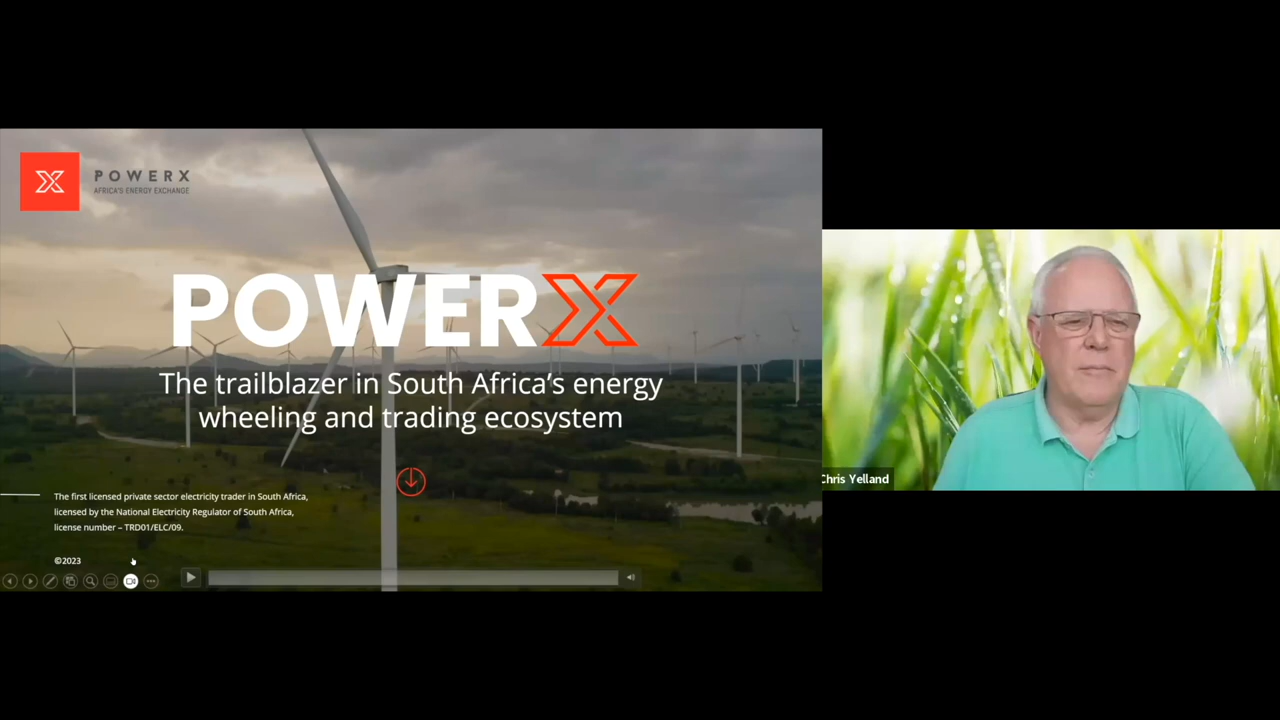 POWERX
AFRICA'S ENERGY EXCHANGE
POWERX
The trailblazer in South Africa's energy
wheeling and trading ecosystem
The first licensed private sector electricity trader in South Africa,
licensed by the National Electricity Regulator of South Africa,
license number – TRD01/ELC/09.
©2023
Chris Yelland